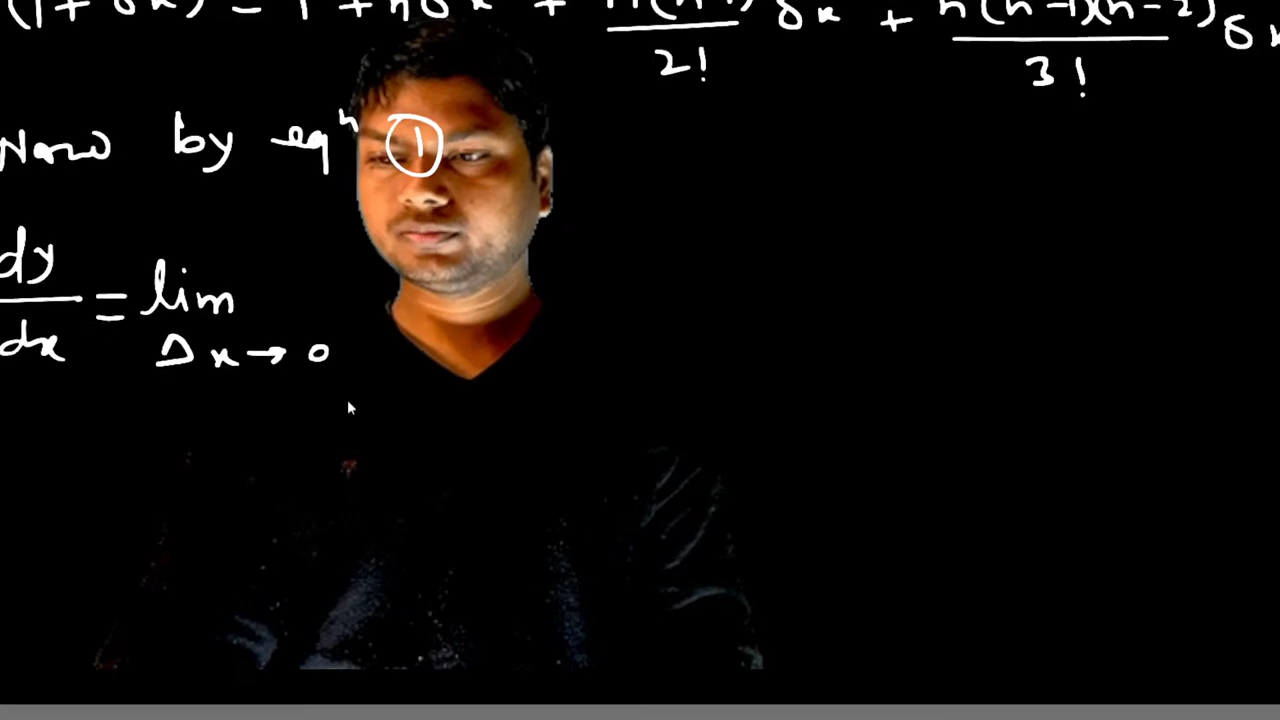 (1 + δx) = 1 + nδx + n(n-1)/2! δx + n(n-1)(n-2)/3! δx
Now by eqⁿ ①
dy/dx = lim
Δx → 0